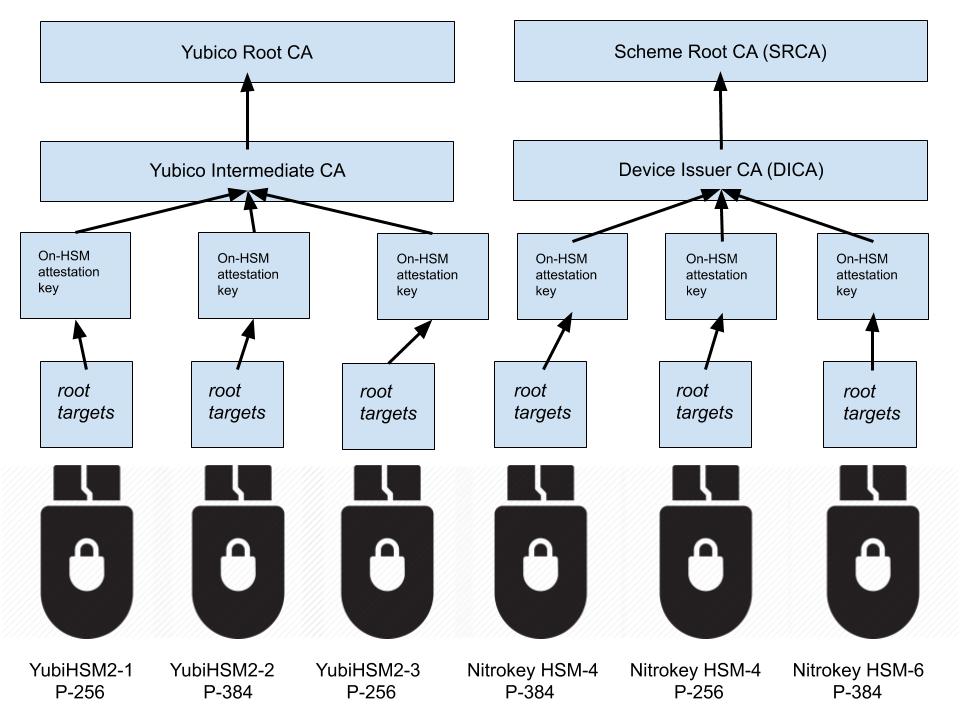 Yubico Root CA
Scheme Root CA (SRCA)
Yubico Intermediate CA
Device Issuer CA (DICA)
On-HSM
attestation
key
On-HSM
attestation
key
On-HSM
attestation
key
On-HSM
attestation
key
On-HSM
attestation
key
On-HSM
attestation
key
root
targets
root
targets
root
targets
root
targets
root
targets
root
targets
YubiHSM2-1
P-256
YubiHSM2-2
P-384
YubiHSM2-3
P-256
Nitrokey HSM-4
P-384
Nitrokey HSM-4
P-256
Nitrokey HSM-6
P-384